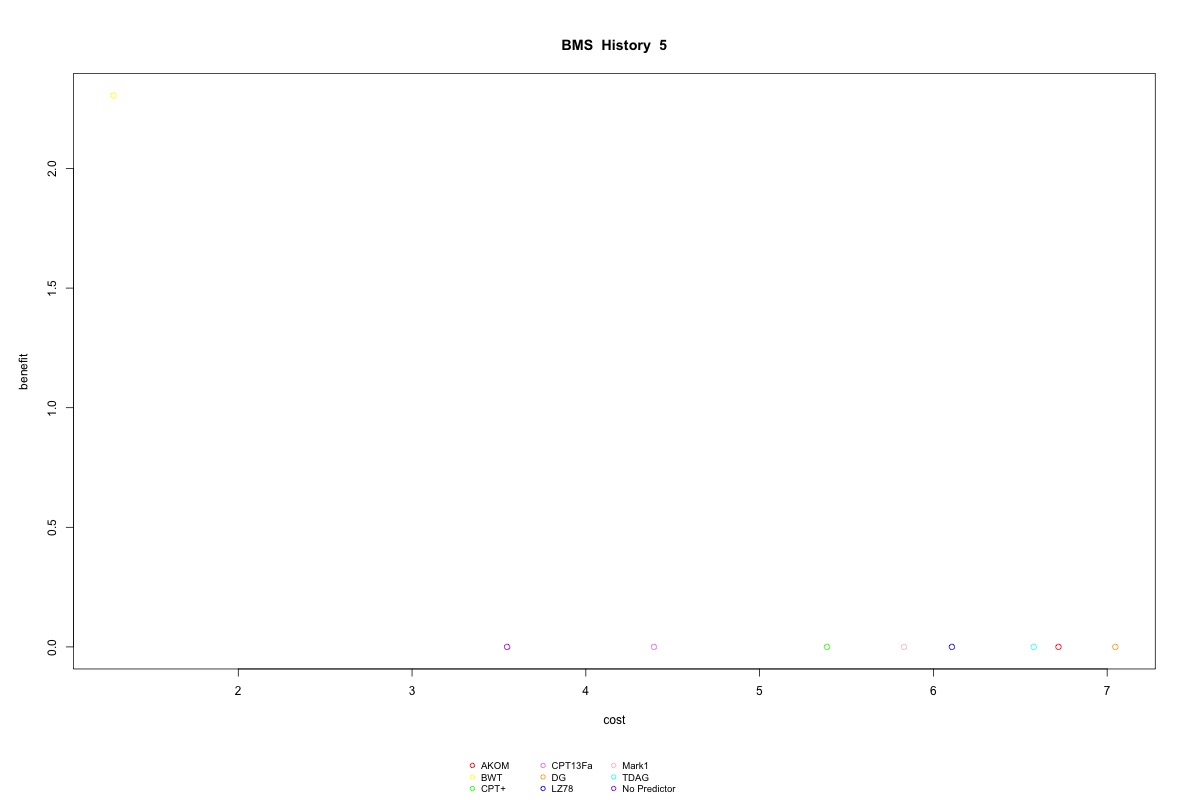 BMS History 5
2.0
1.5
1.0
0.5
0.0
benefit
2 3 4 5 6 7
cost
AKOM CPT13Fa Mark1
BWT DG TDAG
CPT+ LZ78 No Predictor